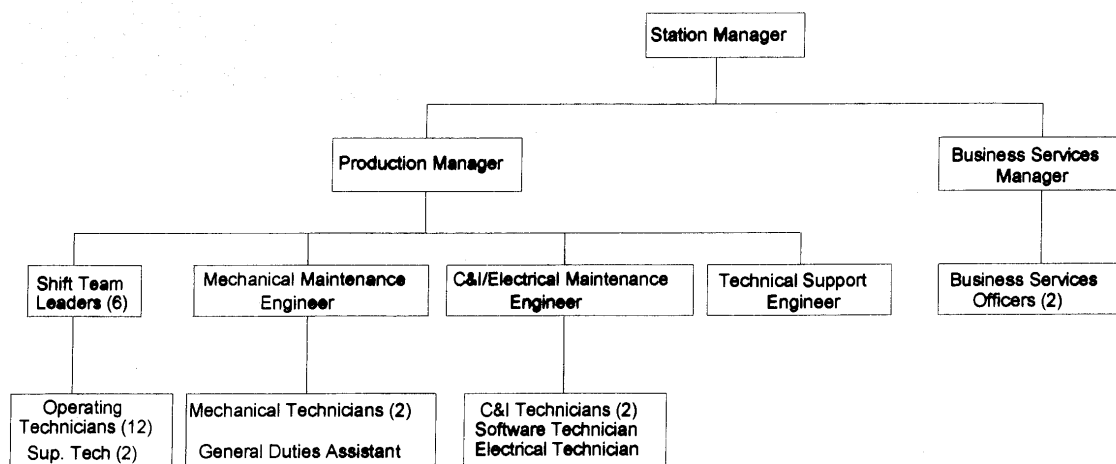 Station Manager
Production Manager
Business Services
Manager
Shift Team
Leaders (6)
Mechanical Maintenance
Engineer
C&I/Electrical Maintenance
Engineer
Technical Support
Engineer
Business Services
Officers (2)
Operating
Technicians (12)
Sup. Tech (2)
Mechanical Technicians (2)
General Duties Assistant
C&I Technicians (2)
Software Technician
Electrical Technician